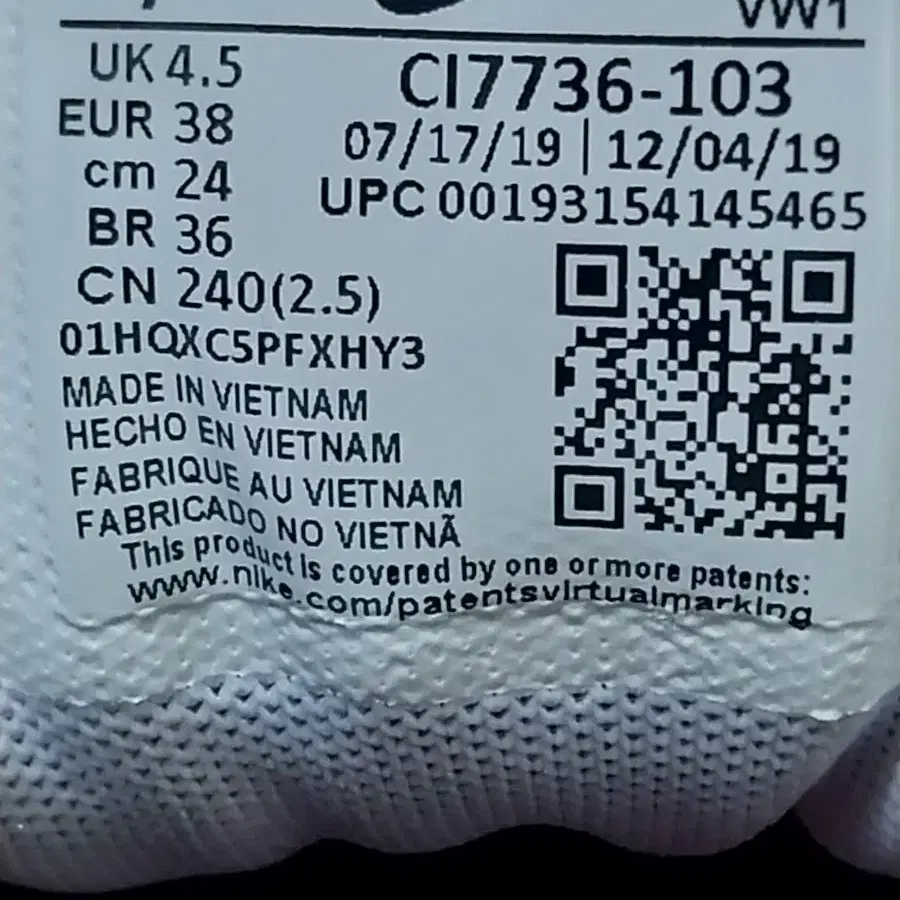 VW1
UK 4.5
EUR 38
cm 24
BR 36
CN 240(2.5)
CI7736-103
07/17/19 | 12/04/19
UPC 00193154145465
01HQXC5PFXHY3
MADE IN VIETNAM
HECHO EN VIETNAM
FABRIQUE AU VIETNAM
FABRICADO NO VIETNÃ
This product is covered by one or more patents:
www.nike.com/patentsvirtualmarking